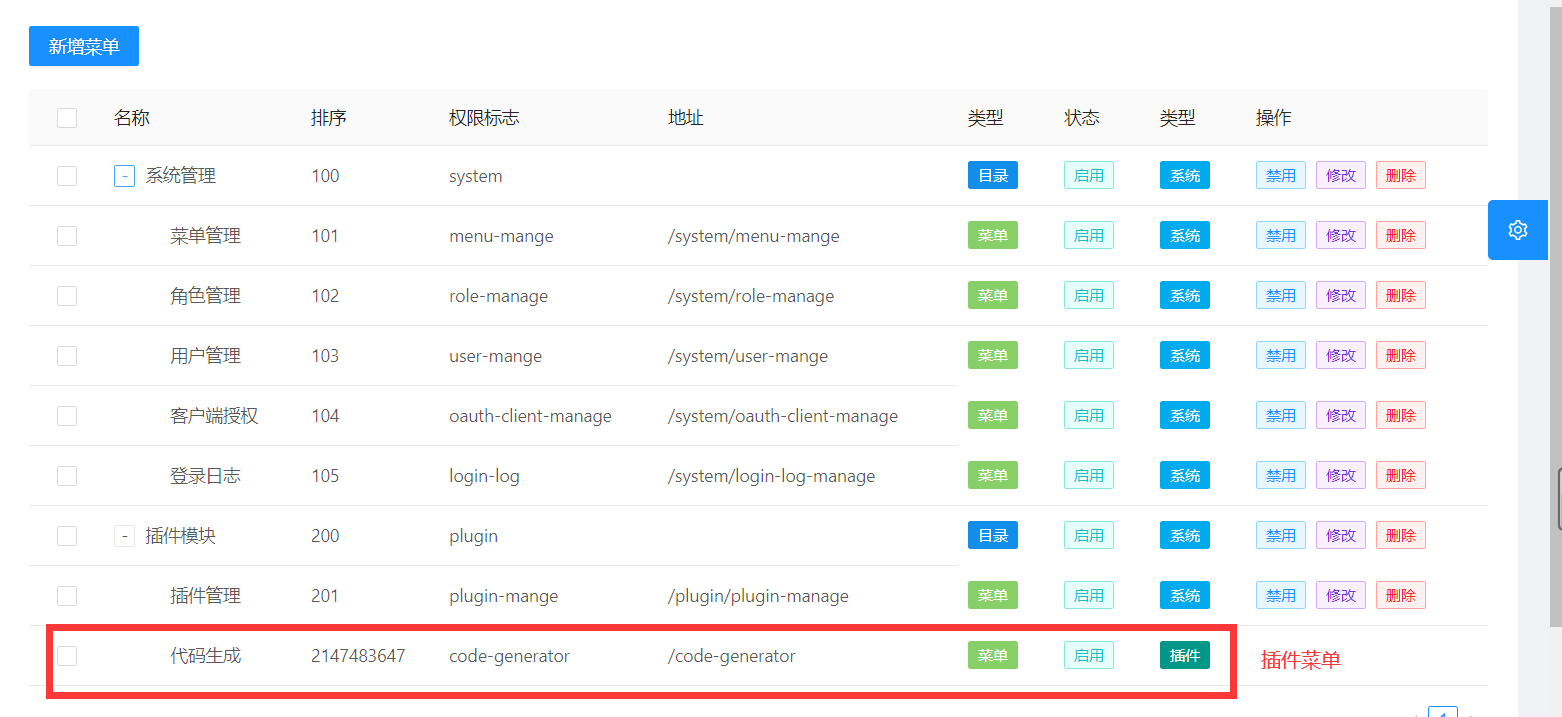 新增菜单
名称 排序 权限标志 地址 类型 状态 类型 操作
- 系统管理 100 system 目录 启用 系统 禁用 修改 删除
菜单管理 101 menu-mange /system/menu-mange 菜单 启用 系统 禁用 修改 删除
角色管理 102 role-manage /system/role-manage 菜单 启用 系统 禁用 修改 删除
用户管理 103 user-mange /system/user-mange 菜单 启用 系统 禁用 修改 删除
客户端授权 104 oauth-client-manage /system/oauth-client-manage 菜单 启用 系统 禁用 修改 删除
登录日志 105 login-log /system/login-log-manage 菜单 启用 系统 禁用 修改 删除
- 插件模块 200 plugin 目录 启用 系统 禁用 修改 删除
插件管理 201 plugin-mange /plugin/plugin-manage 菜单 启用 系统 禁用 修改 删除
代码生成 2147483647 code-generator /code-generator 菜单 启用 插件 插件菜单